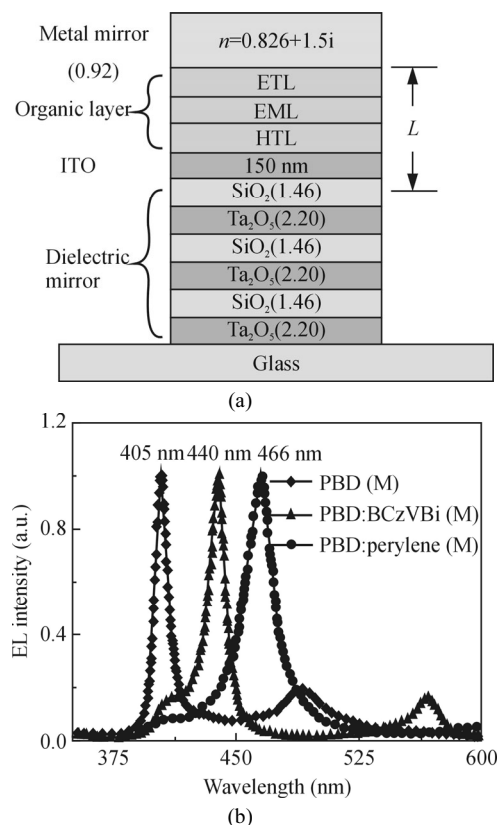 Metal mirror
n=0.826+1.5i
(0.92)
ETL
Organic layer
EML
L
HTL
ITO
150 nm
SiO₂(1.46)
Ta₂O₅(2.20)
Dielectric
mirror
SiO₂(1.46)
Ta₂O₅(2.20)
SiO₂(1.46)
Ta₂O₅(2.20)
Glass
(a)
1.2
405 nm 440 nm 466 nm
PBD (M)
PBD:BCzVBi (M)
PBD:perylene (M)
0.8
EL intensity (a.u.)
0.4
0.0
375 450 525 600
Wavelength (nm)
(b)